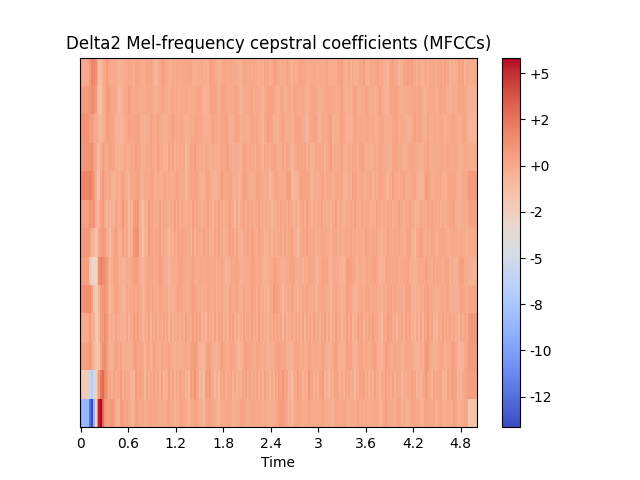 Delta2 Mel-frequency cepstral coefficients (MFCCs)
+5
+2
+0
-2
-5
-8
-10
-12
0 0.6 1.2 1.8 2.4 3 3.6 4.2 4.8
Time